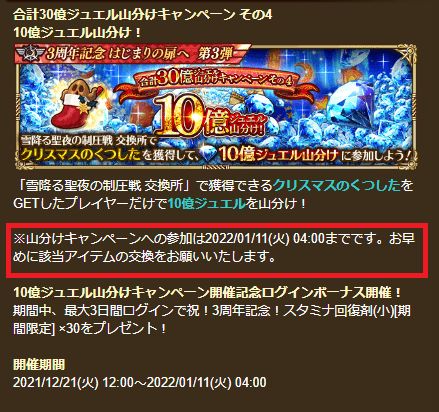 合計30億ジュエル山分けキャンペーン その4
10億ジュエル山分け！
3周年記念 はじまりの扉へ 第3弾
合計30億ジュエル山分けキャンペーンその4
10億ジュエル山分け!
雪降る聖夜の制圧戦 交換所で
クリスマスのくつしたを獲得して、10億ジュエル山分けに参加しよう!
「雪降る聖夜の制圧戦 交換所」で獲得できるクリスマスのくつしたを
GETしたプレイヤーだけで10億ジュエルを山分け！
※山分けキャンペーンへの参加は2022/01/11(火) 04:00までです。お早
めに該当アイテムの交換をお願いいたします。
10億ジュエル山分けキャンペーン開催記念ログインボーナス開催！
期間中、最大3日間ログインで祝！3周年記念！スタミナ回復剤(小)[期
間限定] ×30をプレゼント！
開催期間
2021/12/21(火) 12:00～2022/01/11(火) 04:00